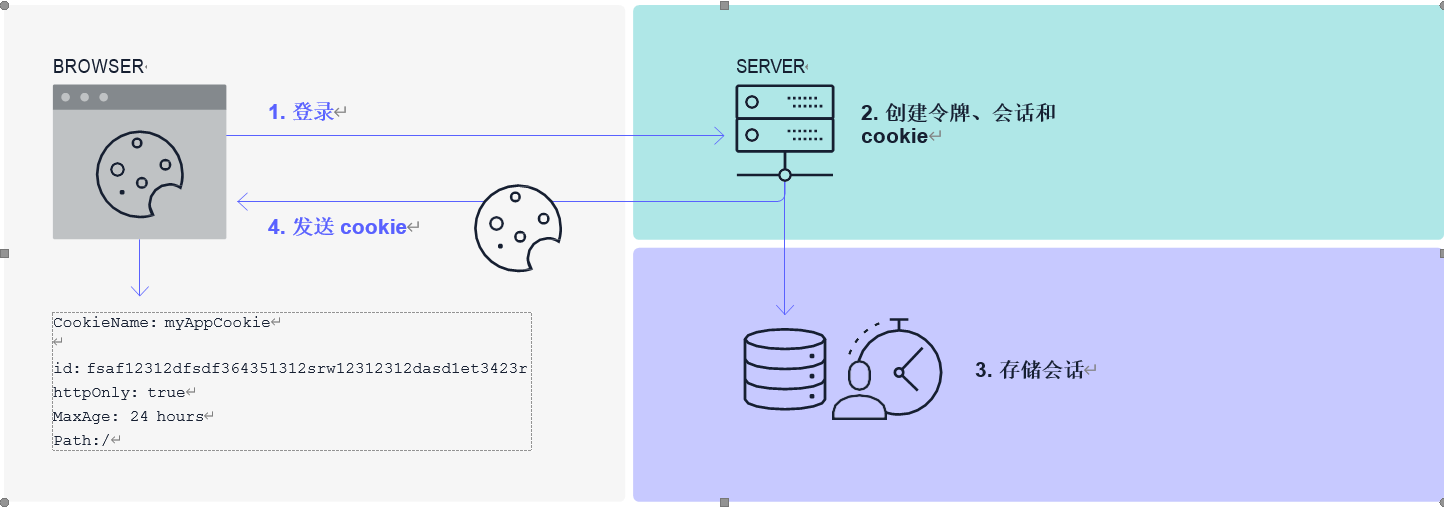 BROWSER
1. 登录
4. 发送 cookie
CookieName: myAppCookie
id: fsaf12312dfsdf364351312srw12312312dasd1et3423r
httpOnly: true
MaxAge: 24 hours
Path:/
SERVER
2. 创建令牌、会话和
cookie
3. 存储会话